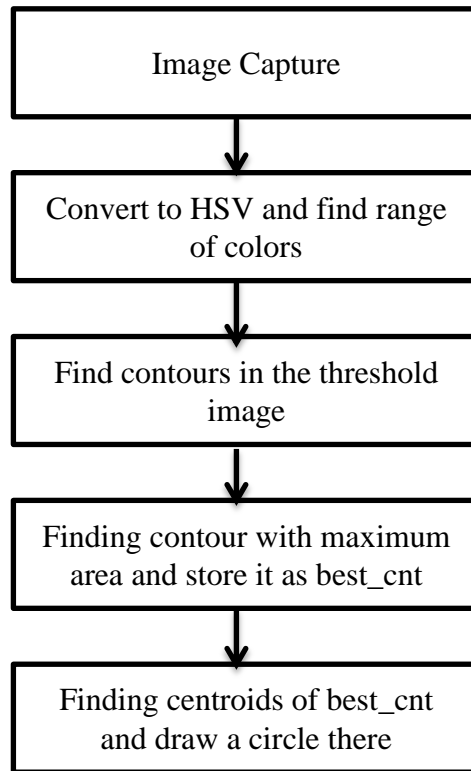 Image Capture
Convert to HSV and find range
of colors
Find contours in the threshold
image
Finding contour with maximum
area and store it as best_cnt
Finding centroids of best_cnt
and draw a circle there